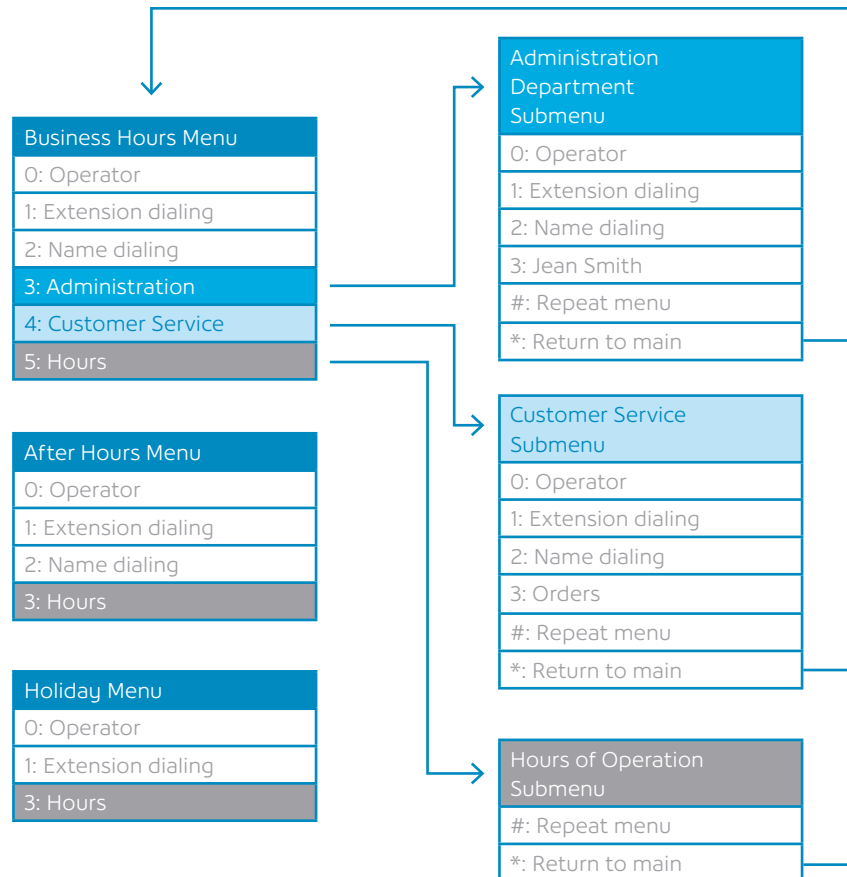 Business Hours Menu
0: Operator
1: Extension dialing
2: Name dialing
3: Administration
4: Customer Service
5: Hours
After Hours Menu
0: Operator
1: Extension dialing
2: Name dialing
3: Hours
Holiday Menu
0: Operator
1: Extension dialing
3: Hours
Administration
Department
Submenu
0: Operator
1: Extension dialing
2: Name dialing
3: Jean Smith
#: Repeat menu
*: Return to main
Customer Service
Submenu
0: Operator
1: Extension dialing
2: Name dialing
3: Orders
#: Repeat menu
*: Return to main
Hours of Operation
Submenu
#: Repeat menu
*: Return to main